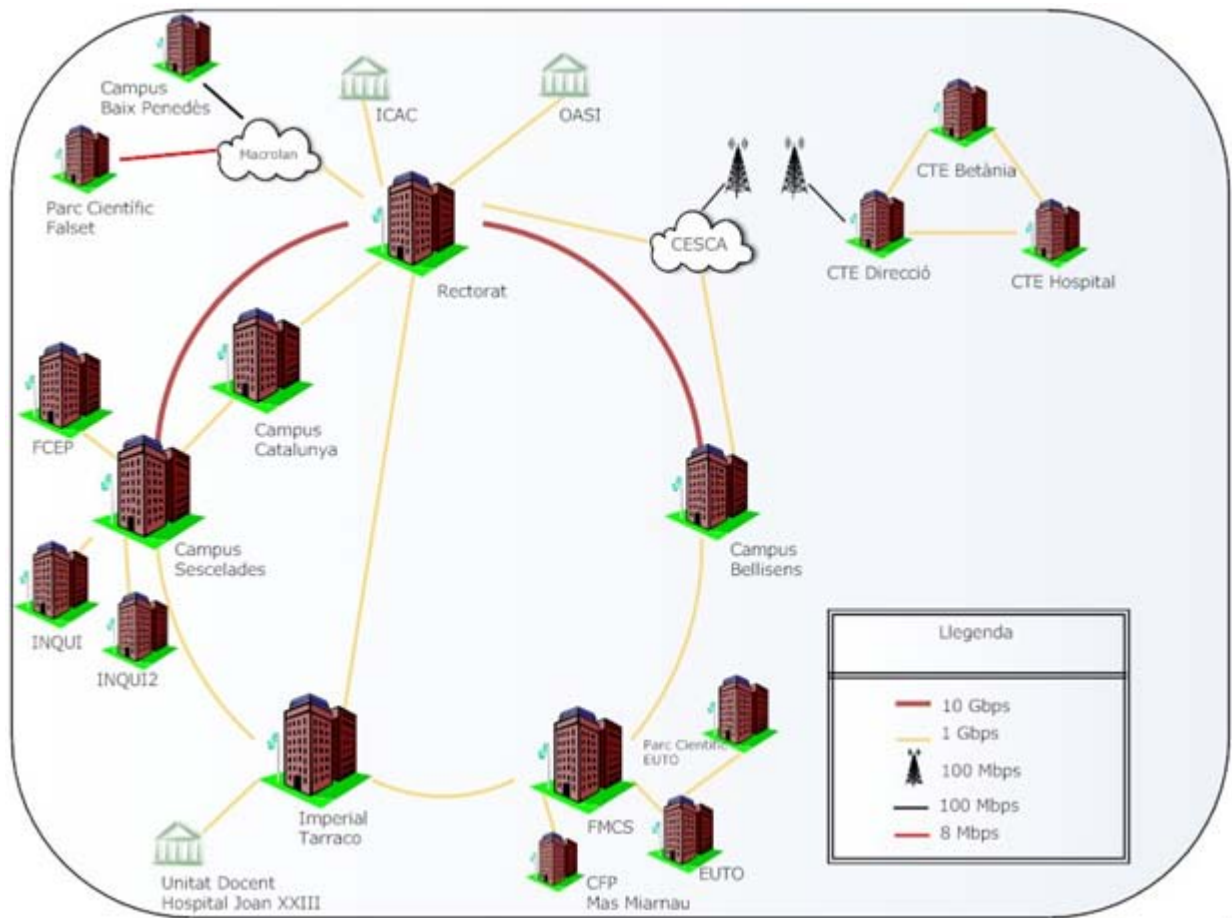 Campus
Baix Penedès
ICAC
OASI
Macrolan
Parc Científic
Falset
CTE Betània
CESCA
CTE Direcció
CTE Hospital
Rectorat
FCEP
Campus
Catalunya
Campus
Sescelades
Campus
Bellisens
INQUI
INQUI2
Llegenda
10 Gbps
1 Gbps
100 Mbps
100 Mbps
8 Mbps
Parc Científic
EUTO
Imperial
Tarraco
FMCS
EUTO
Unitat Docent
Hospital Joan XXIII
CFP
Mas Miarnau